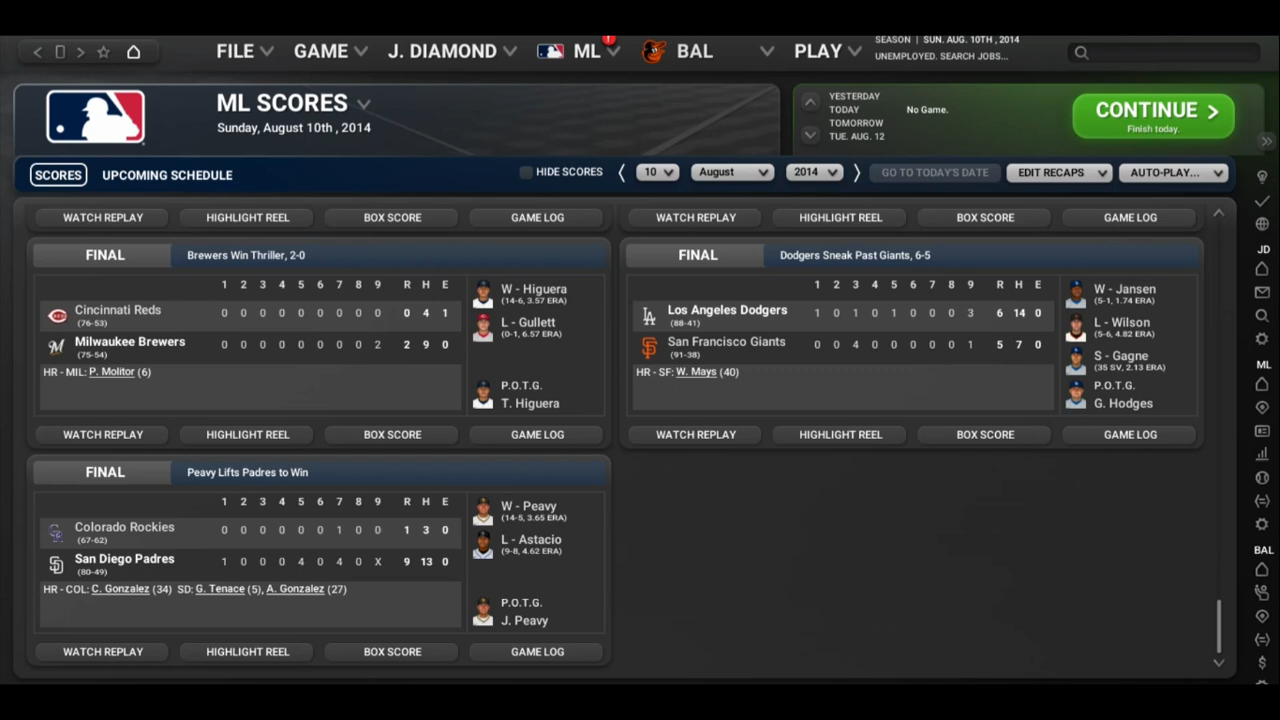 FILE GAME J. DIAMOND ML BAL PLAY
SEASON | SUN. AUG. 10TH , 2014
UNEMPLOYED. SEARCH JOBS...
ML SCORES
Sunday, August 10th , 2014
YESTERDAY
TODAY No Game.
TOMORROW
TUE. AUG. 12
CONTINUE
Finish today.
SCORES UPCOMING SCHEDULE HIDE SCORES 10 August 2014 GO TO TODAY'S DATE EDIT RECAPS AUTO-PLAY...
WATCH REPLAY HIGHLIGHT REEL BOX SCORE GAME LOG
WATCH REPLAY HIGHLIGHT REEL BOX SCORE GAME LOG
FINAL Brewers Win Thriller, 2-0
1 2 3 4 5 6 7 8 9 R H E
Cincinnati Reds 0 0 0 0 0 0 0 0 0 0 4 1
(76-53)
Milwaukee Brewers 0 0 0 0 0 0 0 0 2 2 9 0
(75-54)
HR - MIL: P. Molitor (6)
W - Higuera
(14-6, 3.57 ERA)
L - Gullett
(0-1, 6.57 ERA)
P.O.T.G.
T. Higuera
WATCH REPLAY HIGHLIGHT REEL BOX SCORE GAME LOG
FINAL Dodgers Sneak Past Giants, 6-5
1 2 3 4 5 6 7 8 9 R H E
Los Angeles Dodgers 1 0 1 0 1 0 0 0 3 6 14 0
(88-41)
San Francisco Giants 0 0 4 0 0 0 0 0 1 5 7 0
(91-38)
HR - SF: W. Mays (40)
W - Jansen
(5-1, 1.74 ERA)
L - Wilson
(5-6, 4.82 ERA)
S - Gagne
(35 SV, 2.13 ERA)
P.O.T.G.
G. Hodges
WATCH REPLAY HIGHLIGHT REEL BOX SCORE GAME LOG
FINAL Peavy Lifts Padres to Win
1 2 3 4 5 6 7 8 9 R H E
Colorado Rockies 0 0 0 0 0 0 1 0 0 1 3 0
(67-62)
San Diego Padres 1 0 0 0 4 0 4 0 X 9 13 0
(80-49)
HR - COL: C. Gonzalez (34) SD: G. Tenace (5), A. Gonzalez (27)
W - Peavy
(14-5, 3.65 ERA)
L - Astacio
(9-8, 4.62 ERA)
P.O.T.G.
J. Peavy
WATCH REPLAY HIGHLIGHT REEL BOX SCORE GAME LOG
JD
ML
BAL